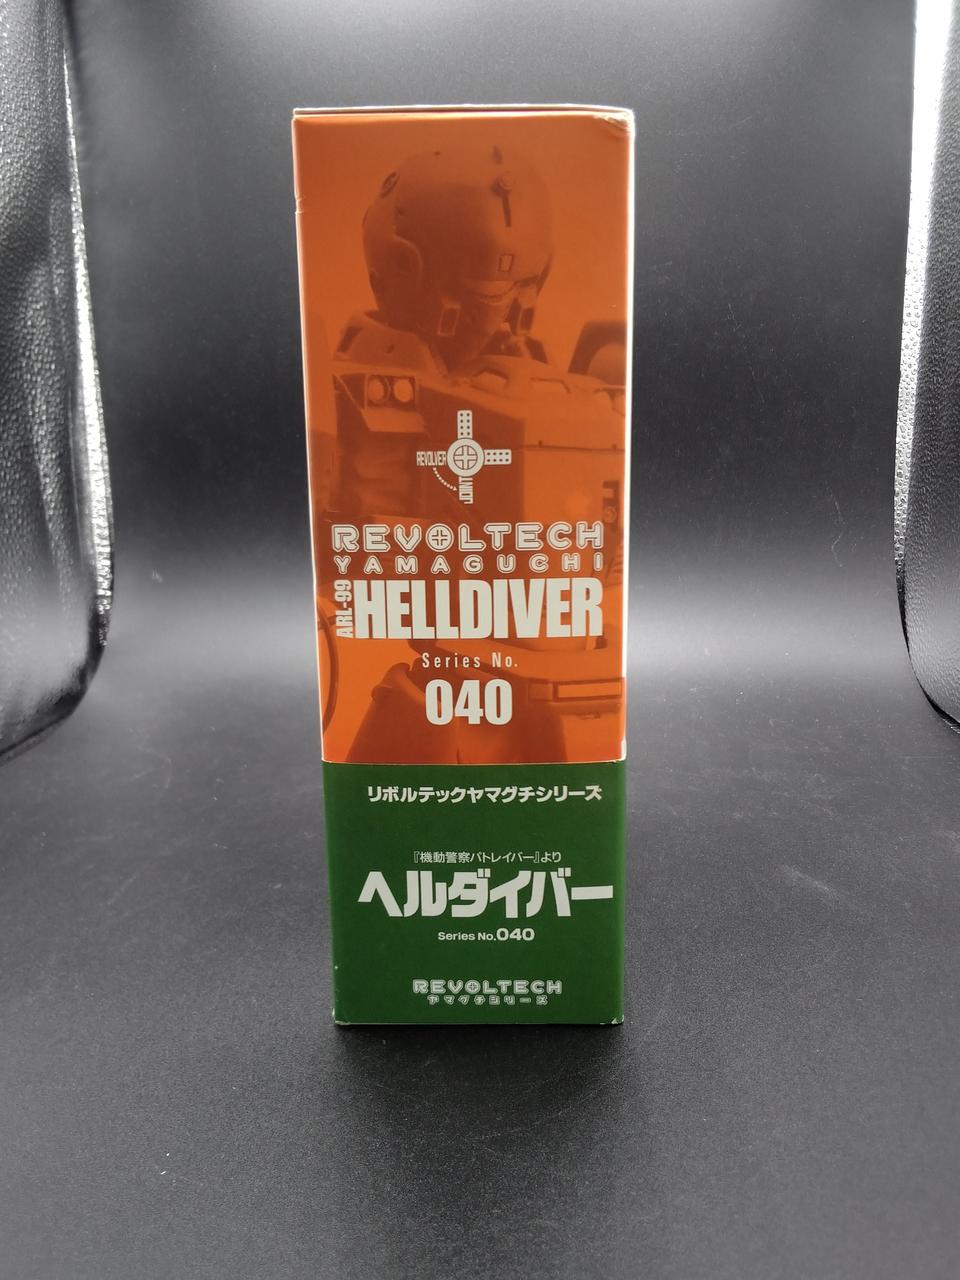 REVOLVER
JOINT
REVOLTECH
YAMAGUCHI
ARL-99
HELLDIVER
Series No.
040
リボルテックヤマグチシリーズ
『機動警察パトレイバー』より
ヘルダイバー
Series No.040
REVOLTECH
ヤマグチシリーズ